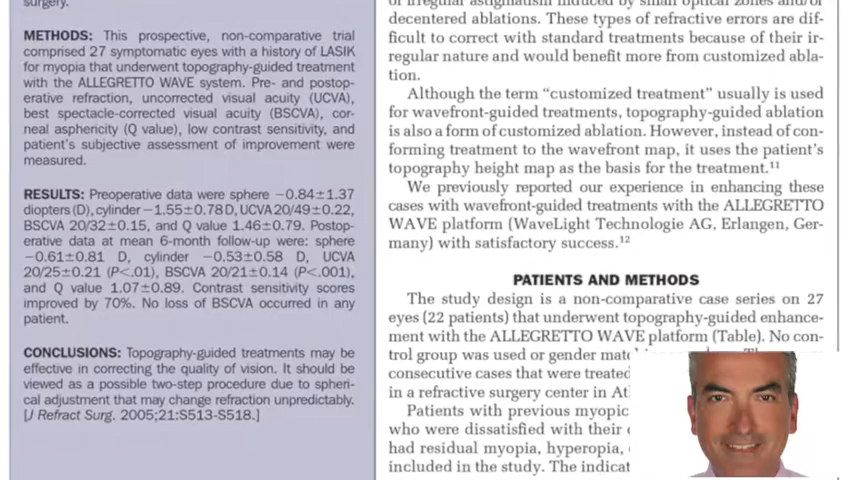 surgery.
METHODS: This prospective, non-comparative trial
comprised 27 symptomatic eyes with a history of LASIK
for myopia that underwent topography-guided treatment
with the ALLEGRETTO WAVE system. Pre- and postop-
erative refraction, uncorrected visual acuity (UCVA),
best spectacle-corrected visual acuity (BSCVA), cor-
neal asphericity (Q value), low contrast sensitivity, and
patient's subjective assessment of improvement were
measured.
RESULTS: Preoperative data were sphere −0.84±1.37
diopters (D), cylinder −1.55±0.78 D, UCVA 20/49±0.22,
BSCVA 20/32±0.15, and Q value 1.46±0.79. Postop-
erative data at mean 6-month follow-up were: sphere
−0.61±0.81 D, cylinder −0.53±0.58 D, UCVA
20/25±0.21 (P<.01), BSCVA 20/21±0.14 (P<.001),
and Q value 1.07±0.89. Contrast sensitivity scores
improved by 70%. No loss of BSCVA occurred in any
patient.
CONCLUSIONS: Topography-guided treatments may be
effective in correcting the quality of vision. It should be
viewed as a possible two-step procedure due to spheri-
cal adjustment that may change refraction unpredictably.
[J Refract Surg. 2005;21:S513-S518.]
of irregular astigmatism induced by small optical zones and/or
decentered ablations. These types of refractive errors are dif-
ficult to correct with standard treatments because of their ir-
regular nature and would benefit more from customized abla-
tion.
Although the term “customized treatment” usually is used
for wavefront-guided treatments, topography-guided ablation
is also a form of customized ablation. However, instead of con-
forming treatment to the wavefront map, it uses the patient's
topography height map as the basis for the treatment.¹¹
We previously reported our experience in enhancing these
cases with wavefront-guided treatments with the ALLEGRETTO
WAVE platform (WaveLight Technologie AG, Erlangen, Ger-
many) with satisfactory success.¹²
PATIENTS AND METHODS
The study design is a non-comparative case series on 27
eyes (22 patients) that underwent topography-guided enhance-
ment with the ALLEGRETTO WAVE platform (Table). No con-
trol group was used or gender
consecutive cases that were treated
in a refractive surgery center in
Patients with previous myopic
who were dissatisfied with their
had residual myopia, hyperopia,
included in the study. The